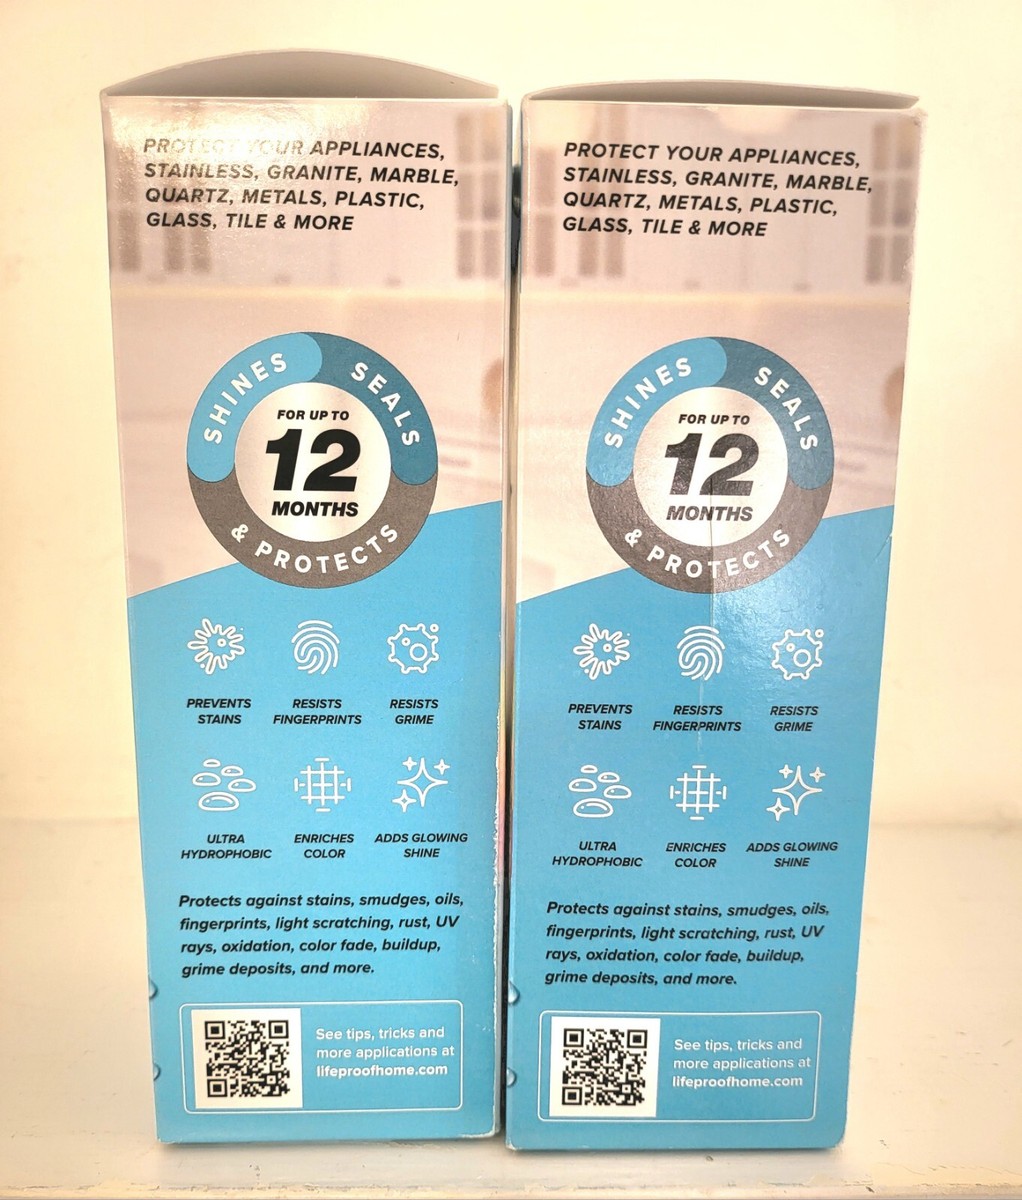 PROTECT YOUR APPLIANCES,
STAINLESS, GRANITE, MARBLE,
QUARTZ, METALS, PLASTIC,
GLASS, TILE & MORE
SHINES
SEALS
FOR UP TO
12
MONTHS
& PROTECTS
PREVENTS
STAINS
RESISTS
FINGERPRINTS
RESISTS
GRIME
ULTRA
HYDROPHOBIC
ENRICHES
COLOR
ADDS GLOWING
SHINE
Protects against stains, smudges, oils,
fingerprints, light scratching, rust, UV
rays, oxidation, color fade, buildup,
grime deposits, and more.
See tips, tricks and
more applications at
lifeproofhome.com
PROTECT YOUR APPLIANCES,
STAINLESS, GRANITE, MARBLE,
QUARTZ, METALS, PLASTIC,
GLASS, TILE & MORE
SHINES
SEALS
FOR UP TO
12
MONTHS
& PROTECTS
PREVENTS
STAINS
RESISTS
FINGERPRINTS
RESISTS
GRIME
ULTRA
HYDROPHOBIC
ENRICHES
COLOR
ADDS GLOWING
SHINE
Protects against stains, smudges, oils,
fingerprints, light scratching, rust, UV
rays, oxidation, color fade, buildup,
grime deposits, and more.
See tips, tricks and
more applications at
lifeproofhome.com